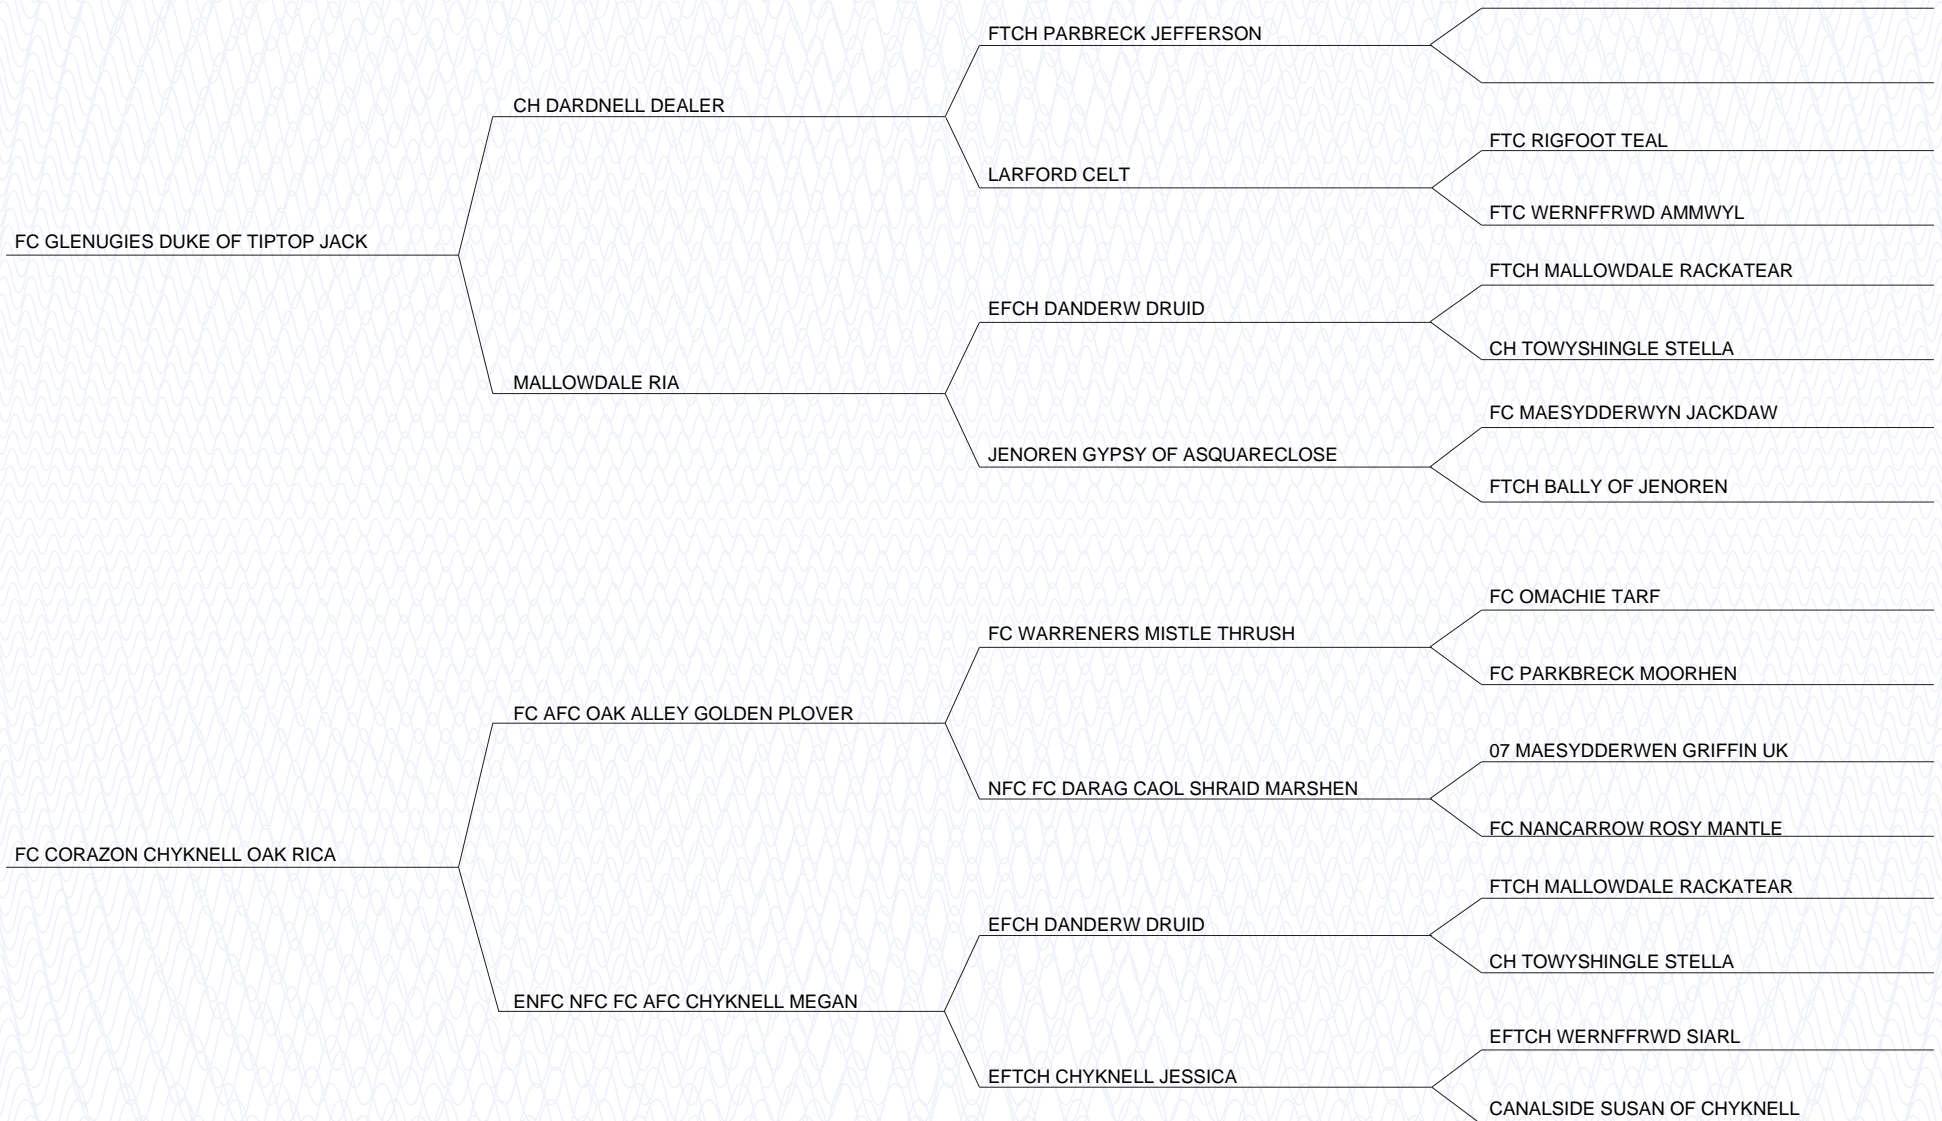 FTCH PARBRECK JEFFERSON
CH DARDNELL DEALER
FTC RIGFOOT TEAL
LARFORD CELT
FTC WERNFFRWD AMMWYL
FC GLENUGIES DUKE OF TIPTOP JACK
FTCH MALLOWDALE RACKATEAR
EFCH DANDERW DRUID
CH TOWYSHINGLE STELLA
MALLOWDALE RIA
FC MAESYDDERWYN JACKDAW
JENOREN GYPSY OF ASQUARECLOSE
FTCH BALLY OF JENOREN
FC OMACHIE TARF
FC WARRENERS MISTLE THRUSH
FC PARKBRECK MOORHEN
FC AFC OAK ALLEY GOLDEN PLOVER
07 MAESYDDERWEN GRIFFIN UK
NFC FC DARAG CAOL SHRAID MARSHEN
FC NANCARROW ROSY MANTLE
FC CORAZON CHYKNELL OAK RICA
FTCH MALLOWDALE RACKATEAR
EFCH DANDERW DRUID
CH TOWYSHINGLE STELLA
ENFC NFC FC AFC CHYKNELL MEGAN
EFTCH WERNFFRWD SIARL
EFTCH CHYKNELL JESSICA
CANALSIDE SUSAN OF CHYKNELL